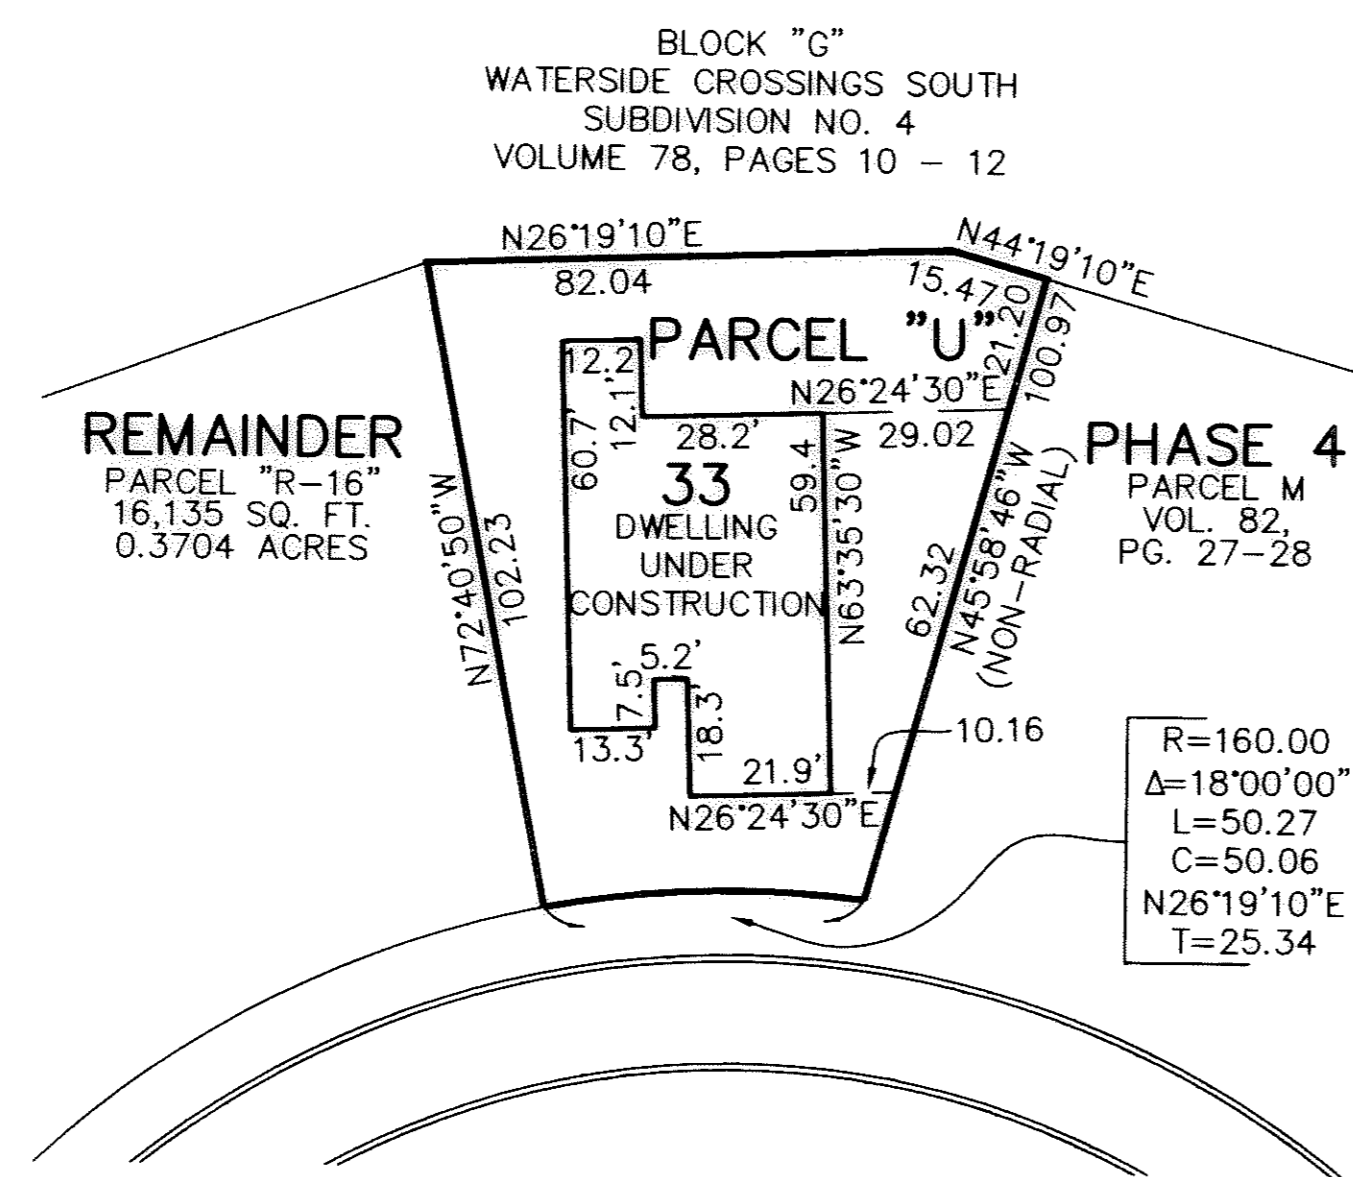 BLOCK "G"
WATERSIDE CROSSINGS SOUTH
SUBDIVISION NO. 4
VOLUME 78, PAGES 10 – 12
N26°19'10"E
82.04
N44°19'10"E
15.47
21.20
100.97
PARCEL "U"
12.2'
12.1'
60.7'
28.2'
N26°24'30"E
29.02
59.4
N63°35'30"W
REMAINDER
PARCEL "R–16"
16,135 SQ. FT.
0.3704 ACRES
N72°40'50"W
102.23
33
DWELLING
UNDER
CONSTRUCTION
62.32
N45°58'46"W
(NON–RADIAL)
PHASE 4
PARCEL M
VOL. 82,
PG. 27–28
5.2'
7.5'
13.3'
18.3'
21.9'
N26°24'30"E
10.16
R=160.00
Δ=18°00'00"
L=50.27
C=50.06
N26°19'10"E
T=25.34